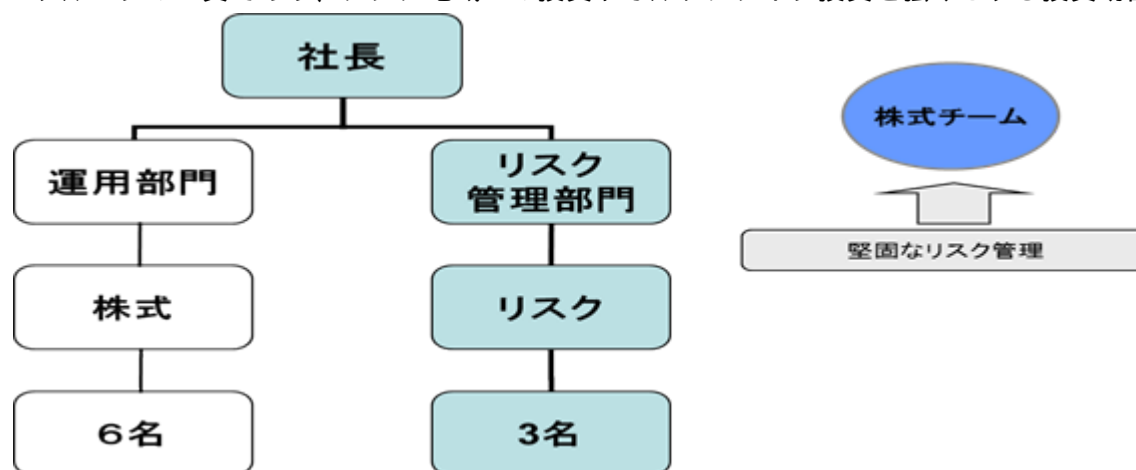 社長
運用部門
リスク
管理部門
株式
リスク
6名
3名
株式チーム
堅固なリスク管理